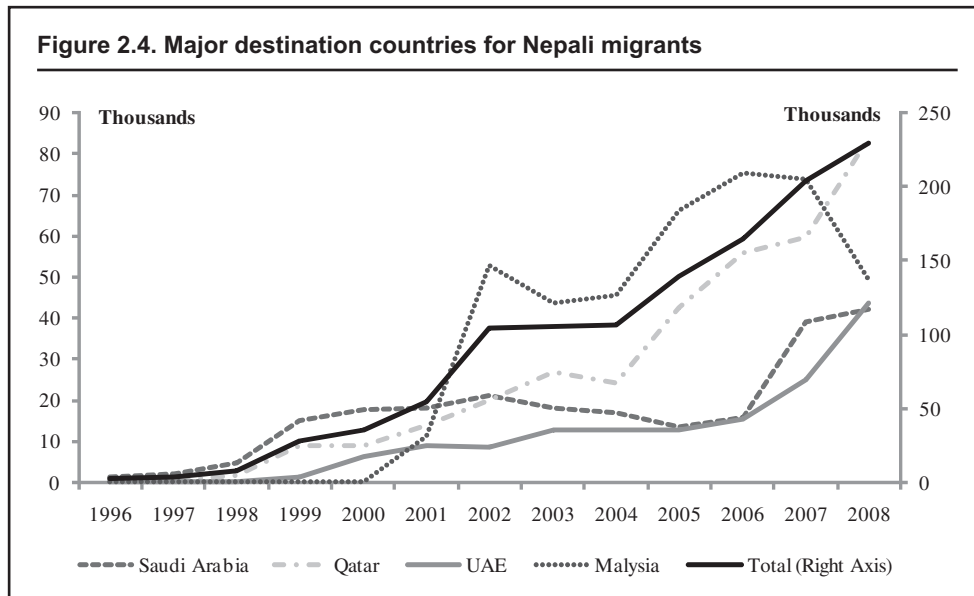 Figure 2.4. Major destination countries for Nepali migrants
Thousands Thousands
90 250
80
70 200
60
50 150
40
30 100
20 50
10
0 0
1996 1997 1998 1999 2000 2001 2002 2003 2004 2005 2006 2007 2008
Saudi Arabia Qatar UAE Malysia Total (Right Axis)